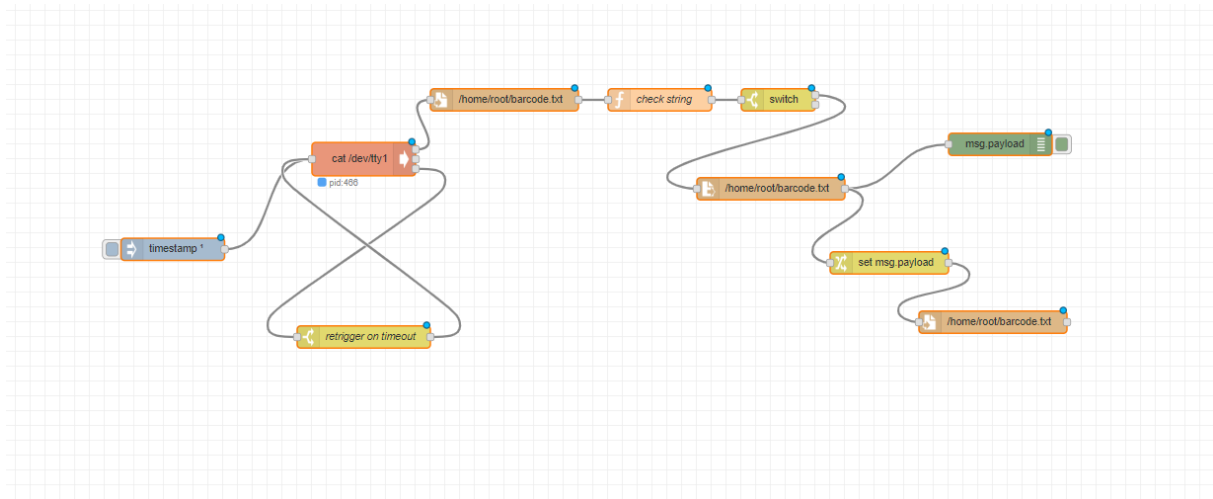 /home/root/barcode.txt
check string
switch
cat /dev/tty1
msg.payload
pid:466
/home/root/barcode.txt
timestamp *
set msg.payload
/home/root/barcode.txt
retrigger on timeout